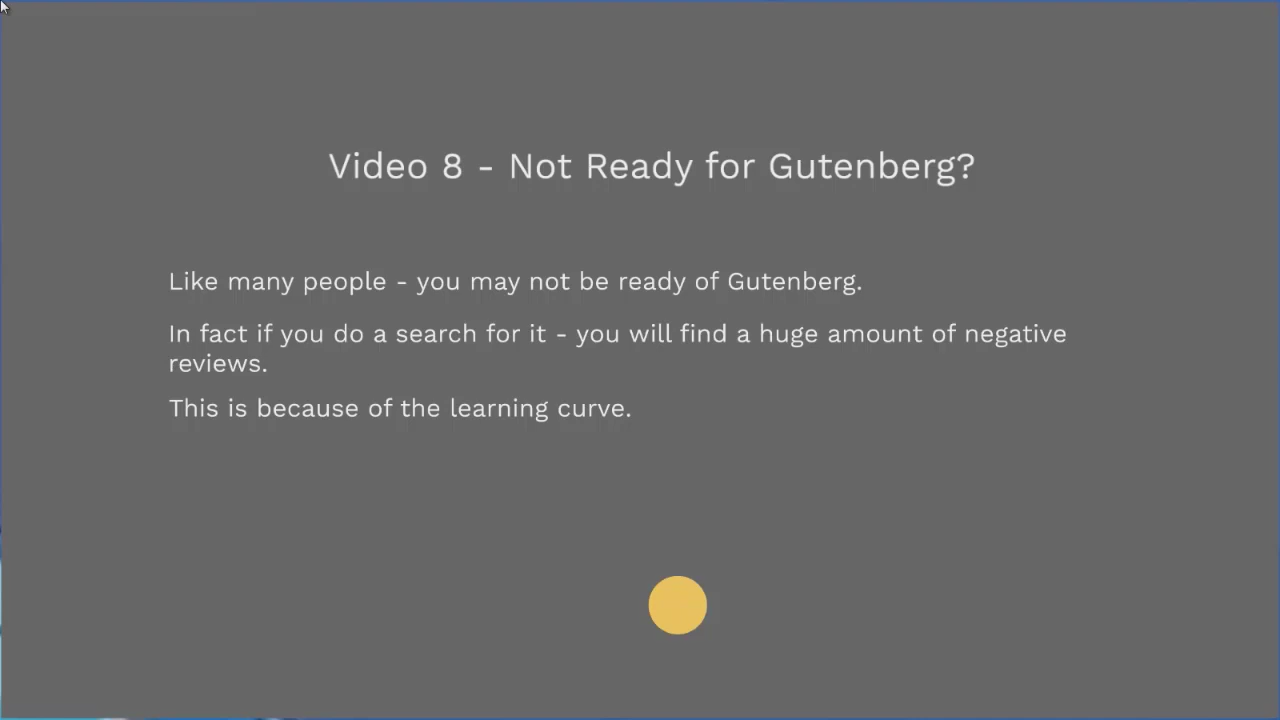 Video 8 - Not Ready for Gutenberg?
Like many people - you may not be ready of Gutenberg.
In fact if you do a search for it - you will find a huge amount of negative
reviews.
This is because of the learning curve.